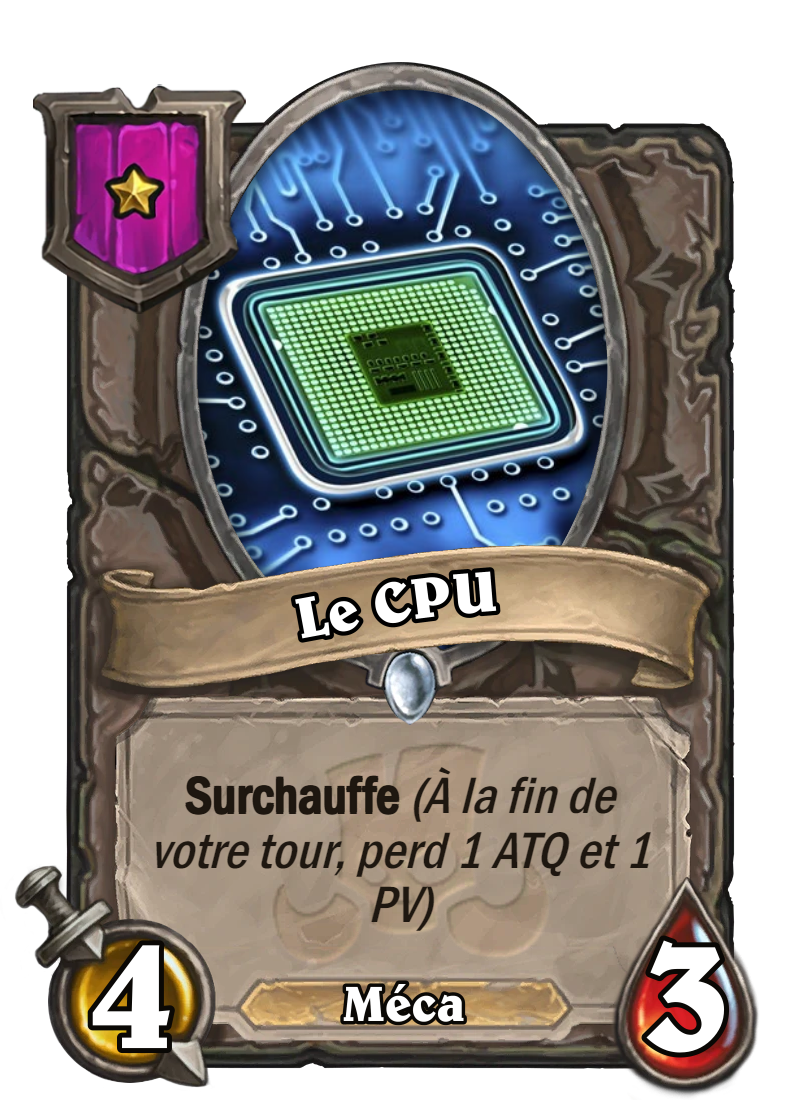 Le CPU
Surchauffe (À la fin de
votre tour, perd 1 ATQ et 1
PV)
4
Méca
3